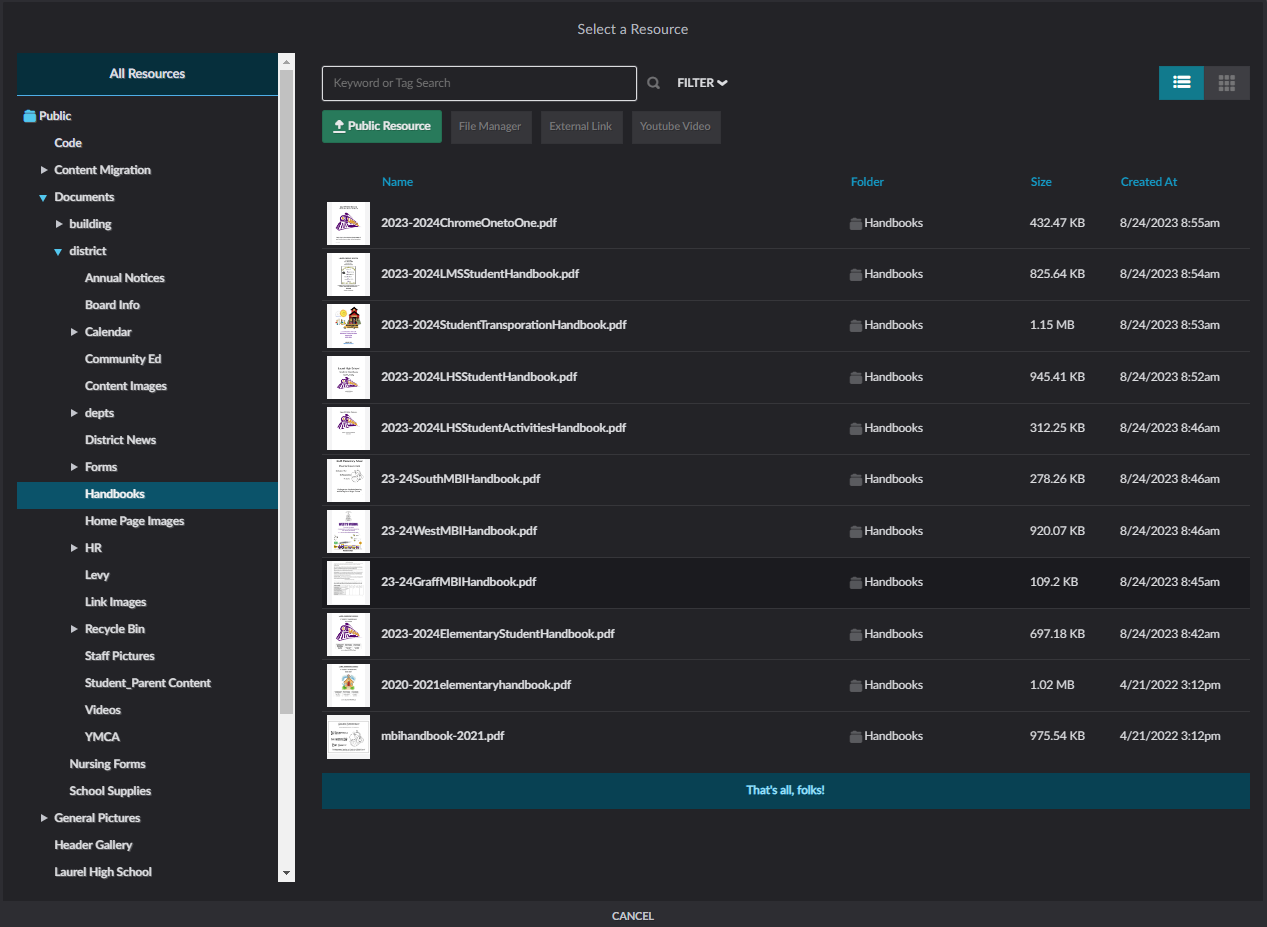 Select a Resource
All Resources
Public
Code
Content Migration
Documents
building
district
Annual Notices
Board Info
Calendar
Community Ed
Content Images
depts
District News
Forms
Handbooks
Home Page Images
HR
Levy
Link Images
Recycle Bin
Staff Pictures
Student_Parent Content
Videos
YMCA
Nursing Forms
School Supplies
General Pictures
Header Gallery
Laurel High School
Keyword or Tag Search FILTER
Public Resource File Manager External Link Youtube Video
Name Folder Size Created At
2023-2024ChromeOnetoOne.pdf Handbooks 432.47 KB 8/24/2023 8:55am
2023-2024LMSStudentHandbook.pdf Handbooks 825.64 KB 8/24/2023 8:54am
2023-2024StudentTransporationHandbook.pdf Handbooks 1.15 MB 8/24/2023 8:53am
2023-2024LHSStudentHandbook.pdf Handbooks 945.41 KB 8/24/2023 8:52am
2023-2024LHSStudentActivitiesHandbook.pdf Handbooks 312.25 KB 8/24/2023 8:46am
23-24SouthMBIHandbook.pdf Handbooks 278.26 KB 8/24/2023 8:46am
23-24WestMBIHandbook.pdf Handbooks 920.07 KB 8/24/2023 8:46am
23-24GraffMBIHandbook.pdf Handbooks 109.2 KB 8/24/2023 8:45am
2023-2024ElementaryStudentHandbook.pdf Handbooks 697.18 KB 8/24/2023 8:42am
2020-2021elementaryhandbook.pdf Handbooks 1.02 MB 4/21/2022 3:12pm
mbihandbook-2021.pdf Handbooks 975.54 KB 4/21/2022 3:12pm
That's all, folks!
CANCEL